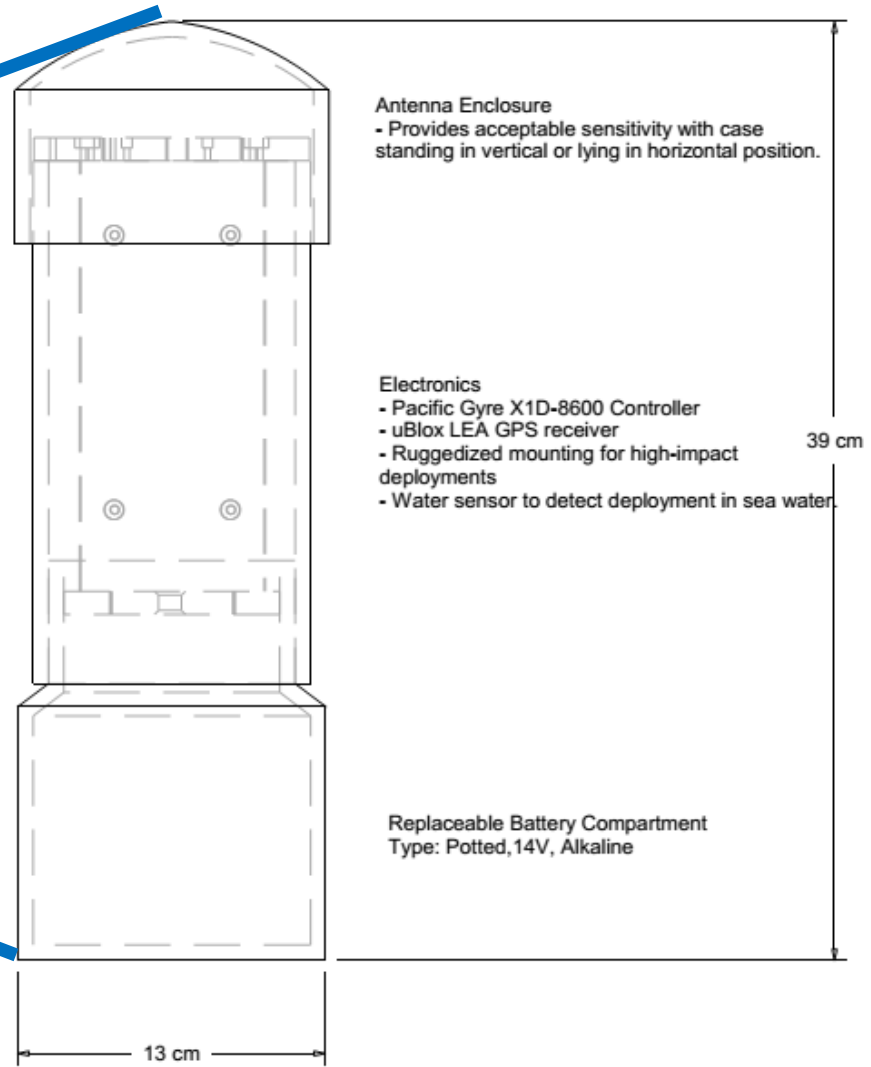 Antenna Enclosure
- Provides acceptable sensitivity with case
standing in vertical or lying in horizontal position.
Electronics
- Pacific Gyre X1D-8600 Controller
- uBlox LEA GPS receiver
- Ruggedized mounting for high-impact
deployments
- Water sensor to detect deployment in sea water.
39 cm
Replaceable Battery Compartment
Type: Potted,14V, Alkaline
13 cm